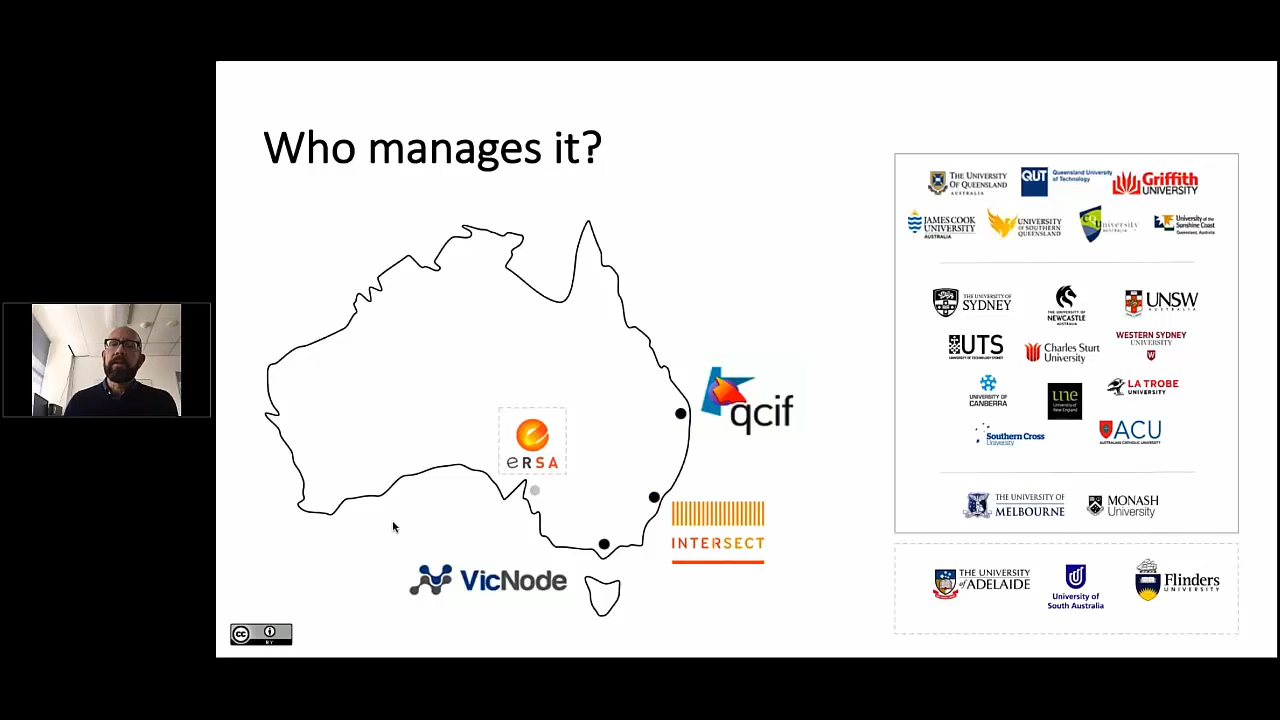 Who manages it?
THE UNIVERSITY
OF QUEENSLAND
AUSTRALIA
QUT
Queensland University
of Technology
Griffith
UNIVERSITY
JAMES COOK
UNIVERSITY
AUSTRALIA
UNIVERSITY
OF SOUTHERN
QUEENSLAND
CQUniversity
AUSTRALIA
University
of the
Sunshine Coast
Queensland, Australia
THE UNIVERSITY OF
SYDNEY
THE UNIVERSITY OF
NEWCASTLE
AUSTRALIA
UNSW
AUSTRALIA
UTS
UNIVERSITY OF TECHNOLOGY SYDNEY
Charles Sturt
University
WESTERN SYDNEY
UNIVERSITY
W
UNIVERSITY OF
CANBERRA
une
University of
New England
LA TROBE
UNIVERSITY
Southern Cross
University
ACU
AUSTRALIAN CATHOLIC UNIVERSITY
THE UNIVERSITY OF
MELBOURNE
MONASH
University
THE UNIVERSITY
of ADELAIDE
University of
South Australia
Flinders
UNIVERSITY
qcif
e
eRSA
INTERSECT
VicNode
cc
BY